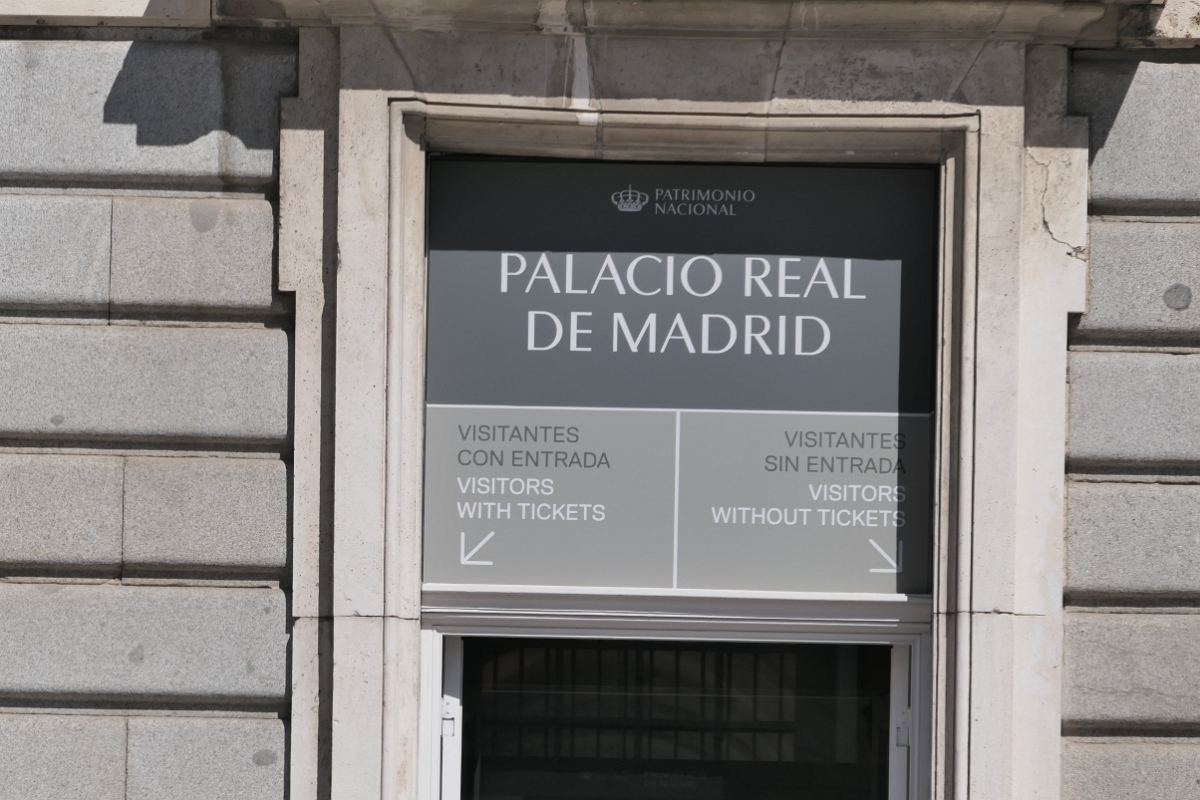 PATRIMONIO
NACIONAL
PALACIO REAL
DE MADRID
VISITANTES
CON ENTRADA
VISITORS
WITH TICKETS
VISITANTES
SIN ENTRADA
VISITORS
WITHOUT TICKETS